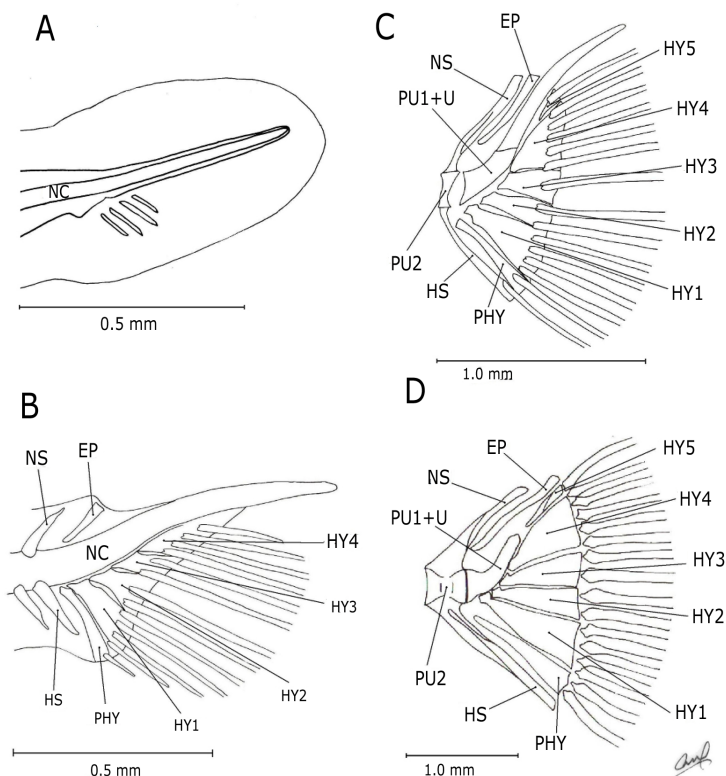 A
NC
0.5 mm
B
NS
EP
NC
HY4
HY3
HY2
HY1
PHY
HS
0.5 mm
C
EP
NS
PU1+U
HY5
HY4
HY3
HY2
HY1
PU2
HS
PHY
1.0 mm
D
EP
NS
PU1+U
HY5
HY4
HY3
HY2
HY1
PU2
HS
PHY
1.0 mm